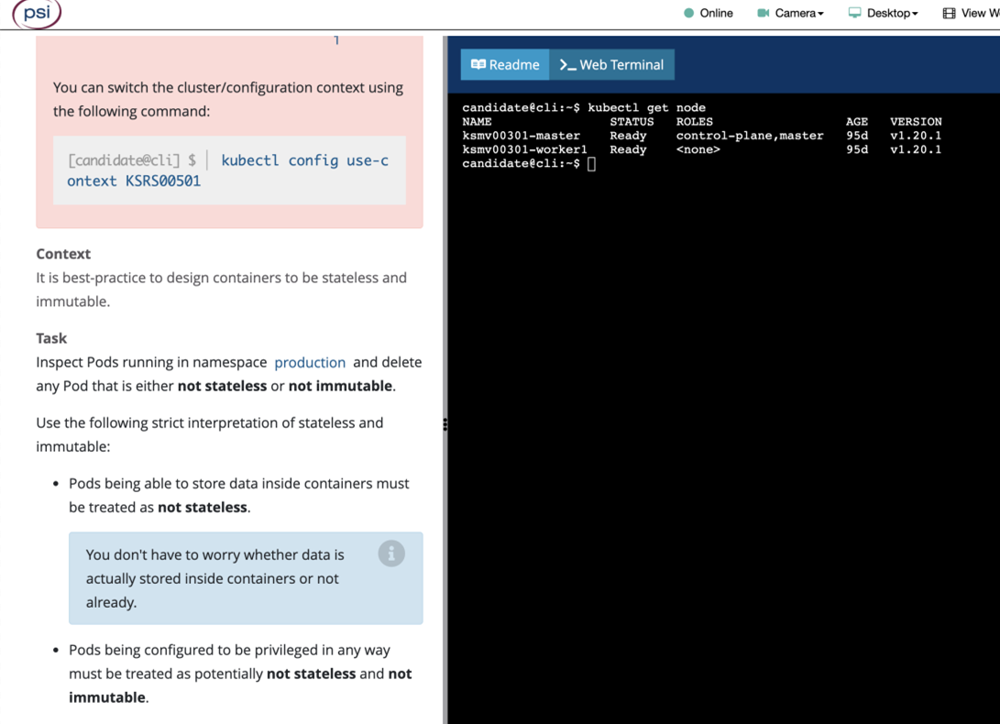 psi
Online
Camera
Desktop
View W
You can switch the cluster/configuration context using
the following command:
[candidate@cli] $ | kubectl config use-c
ontext KSRS00501
Context
It is best-practice to design containers to be stateless and
immutable.
Task
Inspect Pods running in namespace production and delete
any Pod that is either not stateless or not immutable.
Use the following strict interpretation of stateless and
immutable:
• Pods being able to store data inside containers must
be treated as not stateless.
You don't have to worry whether data is
actually stored inside containers or not
already.
• Pods being configured to be privileged in any way
must be treated as potentially not stateless and not
immutable.
Readme
Web Terminal
candidate@cli:~$ kubectl get node
NAME STATUS ROLES AGE VERSION
ksmv00301-master Ready control-plane,master 95d v1.20.1
ksmv00301-worker1 Ready <none> 95d v1.20.1
candidate@cli:~$